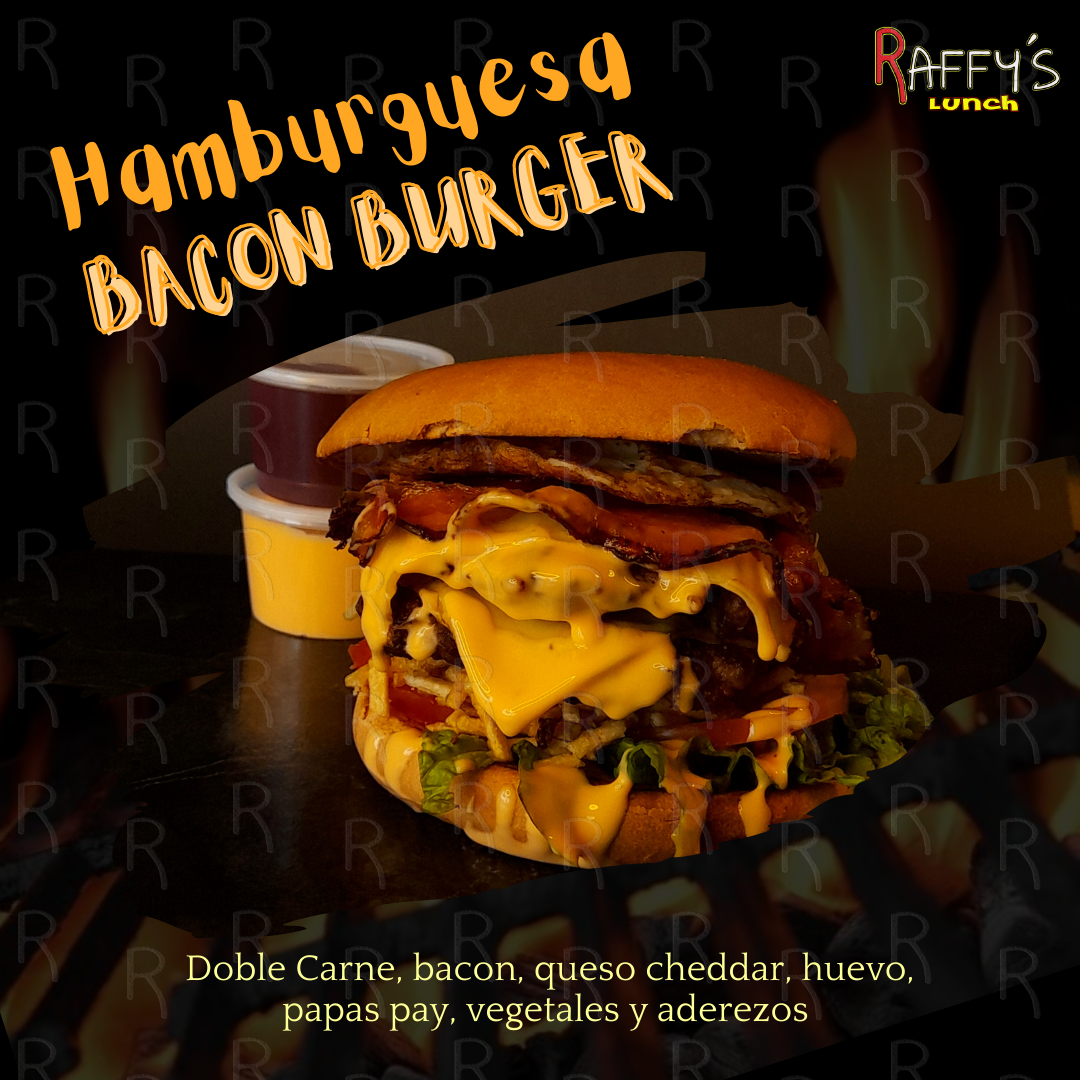 Hamburguesa
BACON BURGER
RAFFY'S
Lunch
Doble Carne, bacon, queso cheddar, huevo,
papas pay, vegetales y aderezos